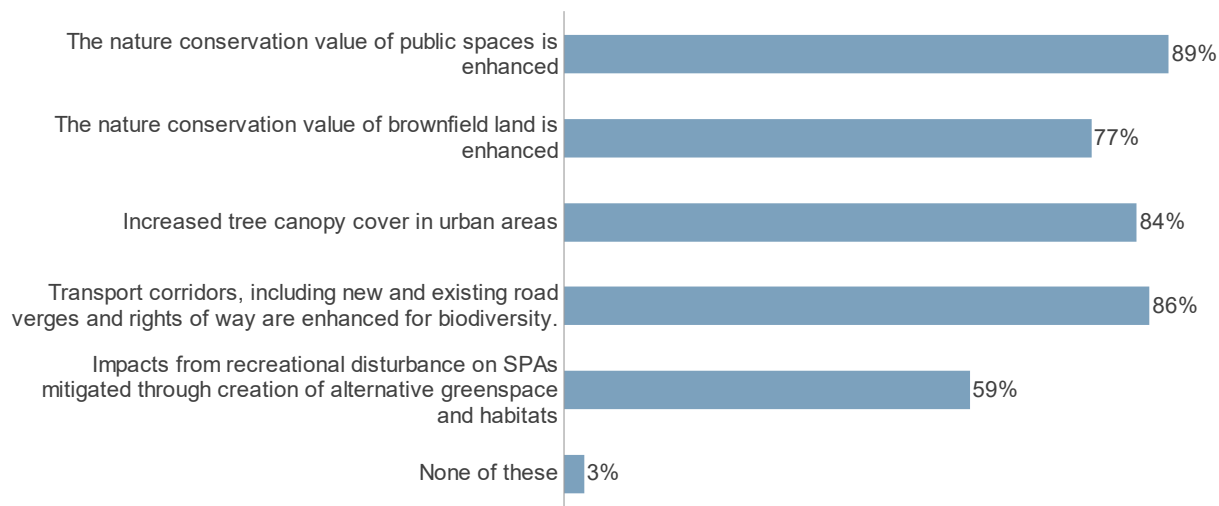 The nature conservation value of public spaces is
enhanced
89%
The nature conservation value of brownfield land is
enhanced
77%
Increased tree canopy cover in urban areas
84%
Transport corridors, including new and existing road
verges and rights of way are enhanced for biodiversity.
86%
Impacts from recreational disturbance on SPAs
mitigated through creation of alternative greenspace
and habitats
59%
None of these
3%